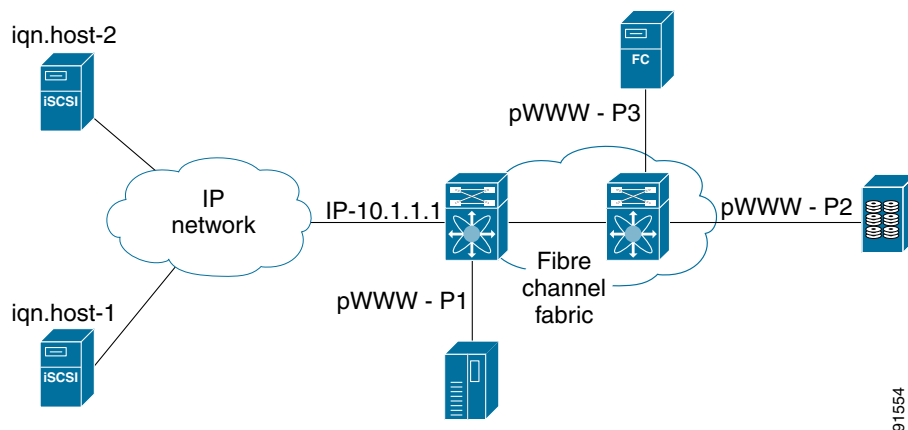 iqn.host-2
iSCSI
FC
pWWW - P3
IP
network
IP-10.1.1.1
pWWW - P2
Fibre
channel
fabric
pWWW - P1
iqn.host-1
iSCSI
91554